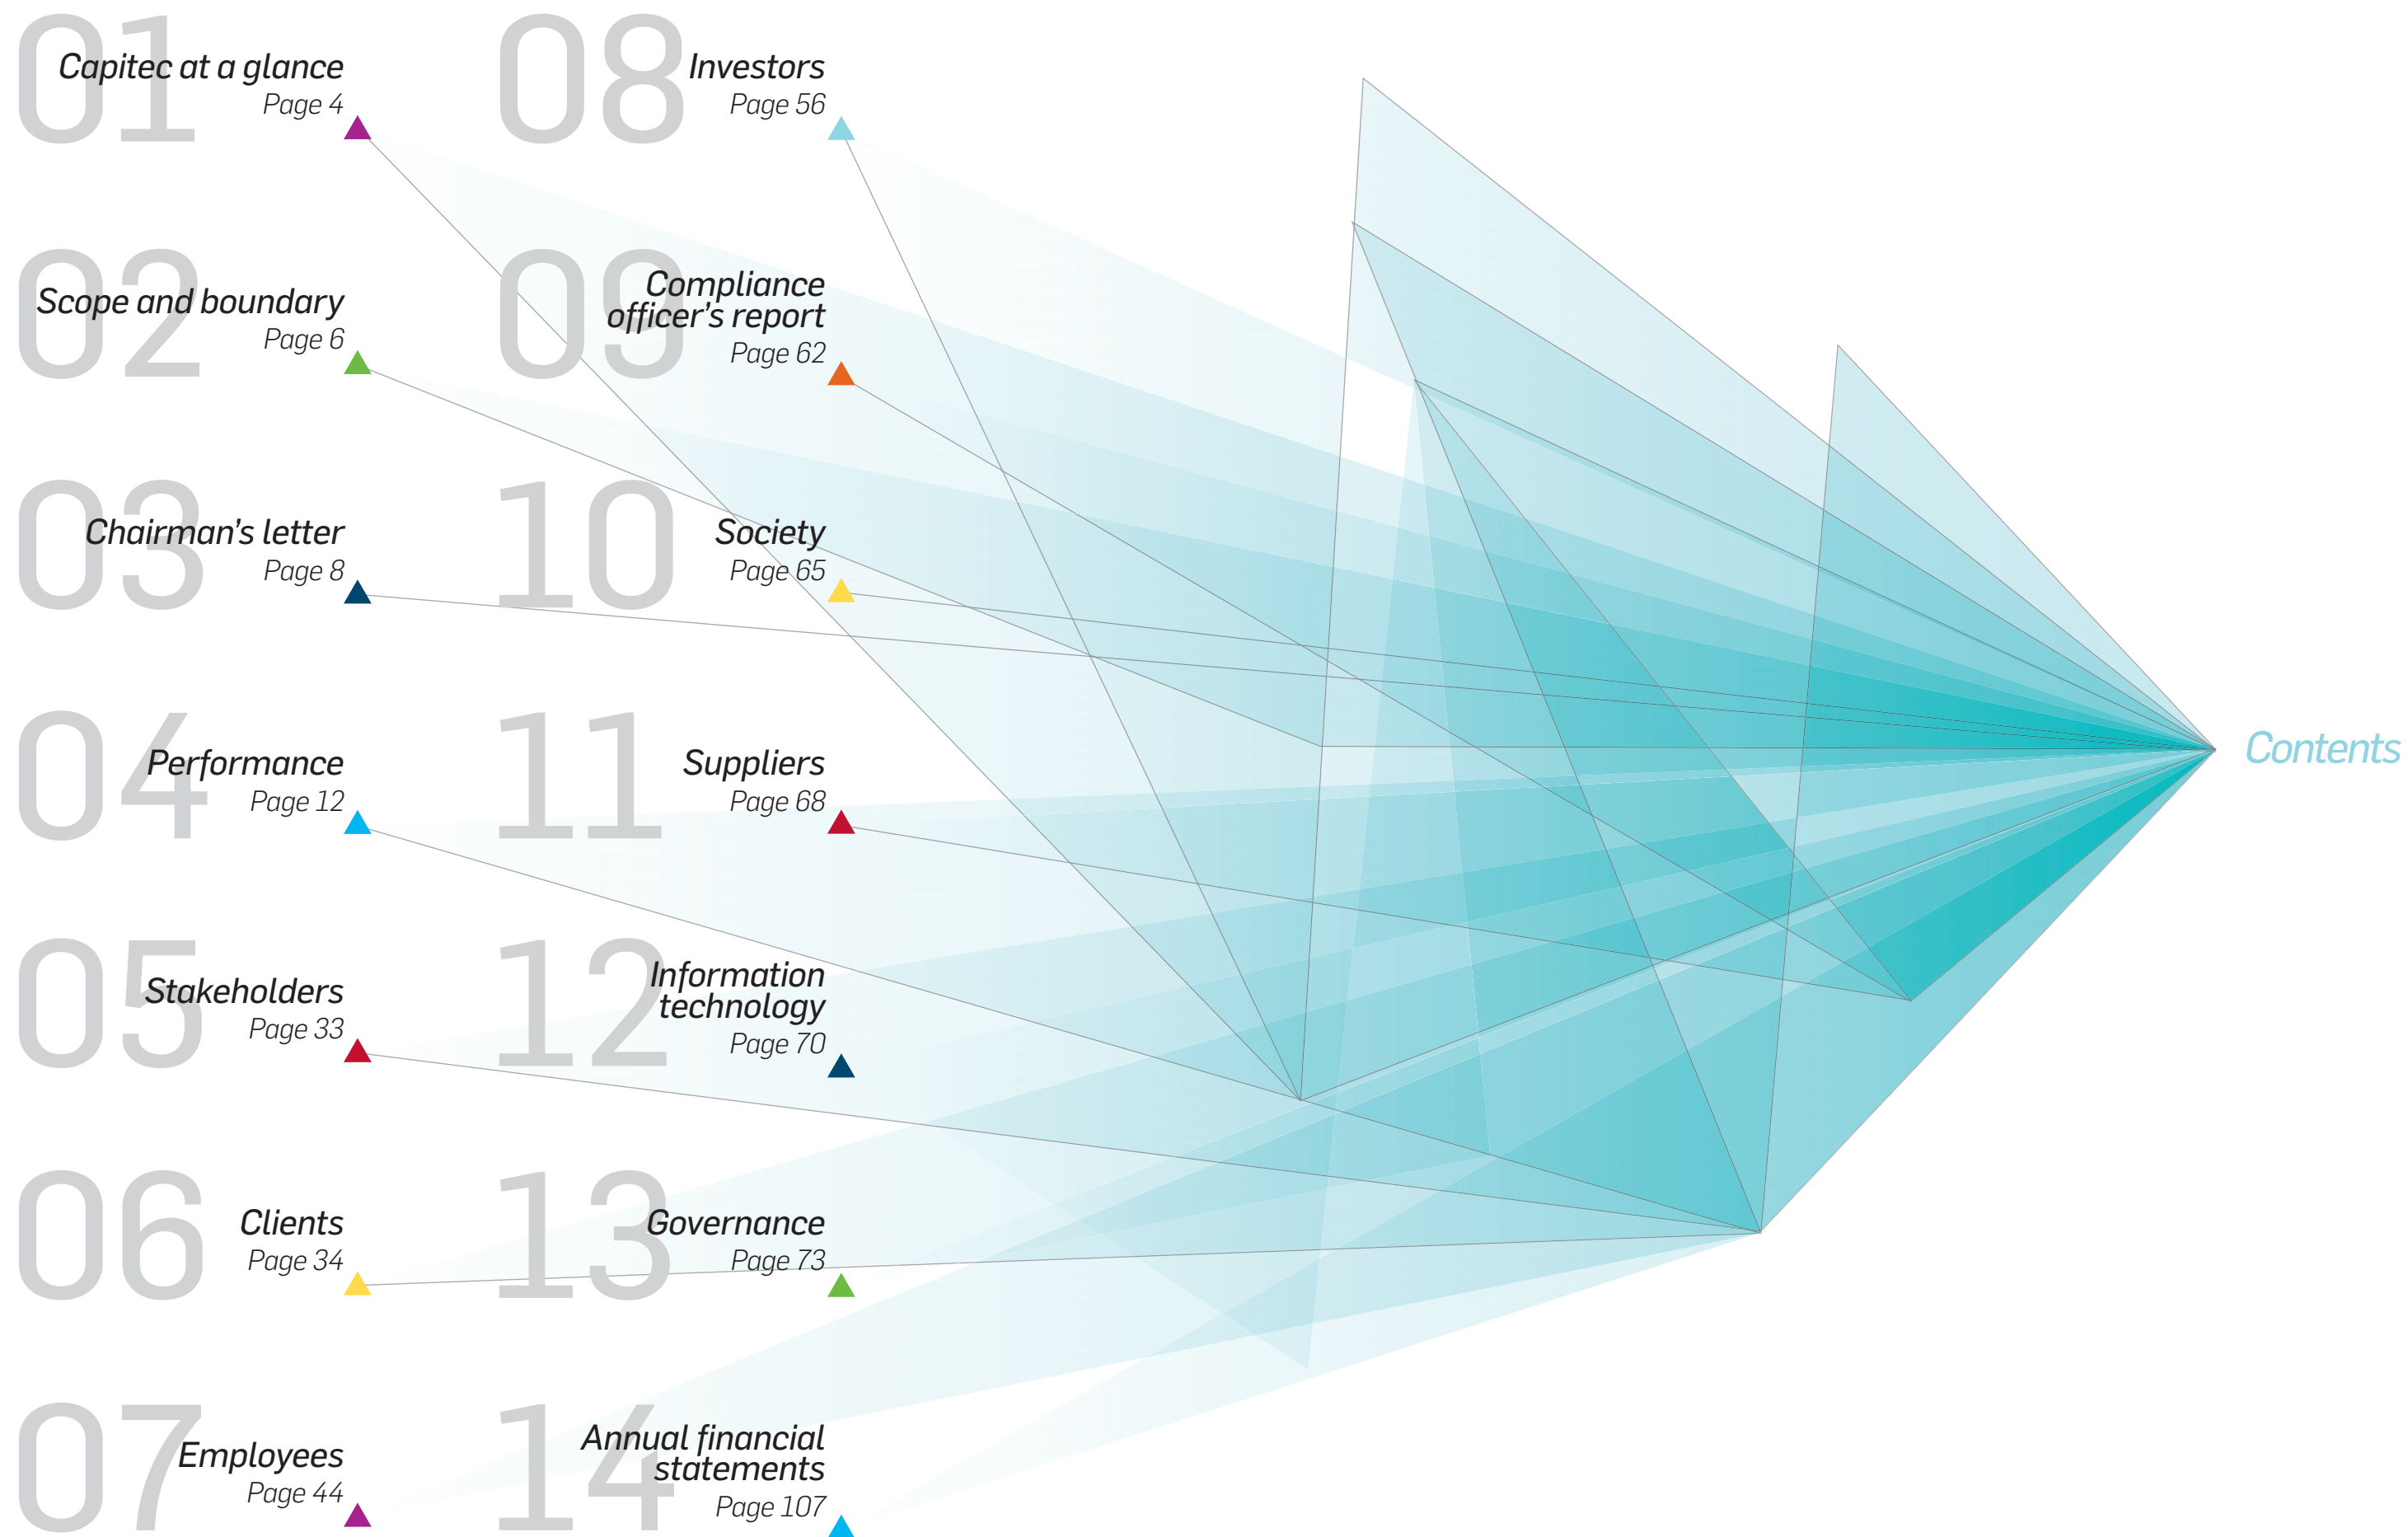 01
Capitec at a glance
Page 4
02
Scope and boundary
Page 6
03
Chairman's letter
Page 8
04
Performance
Page 12
05
Stakeholders
Page 33
06
Clients
Page 34
07
Employees
Page 44
08
Investors
Page 56
09
Compliance
officer's report
Page 62
10
Society
Page 65
11
Suppliers
Page 68
12
Information
technology
Page 70
13
Governance
Page 73
14
Annual financial
statements
Page 107
Contents